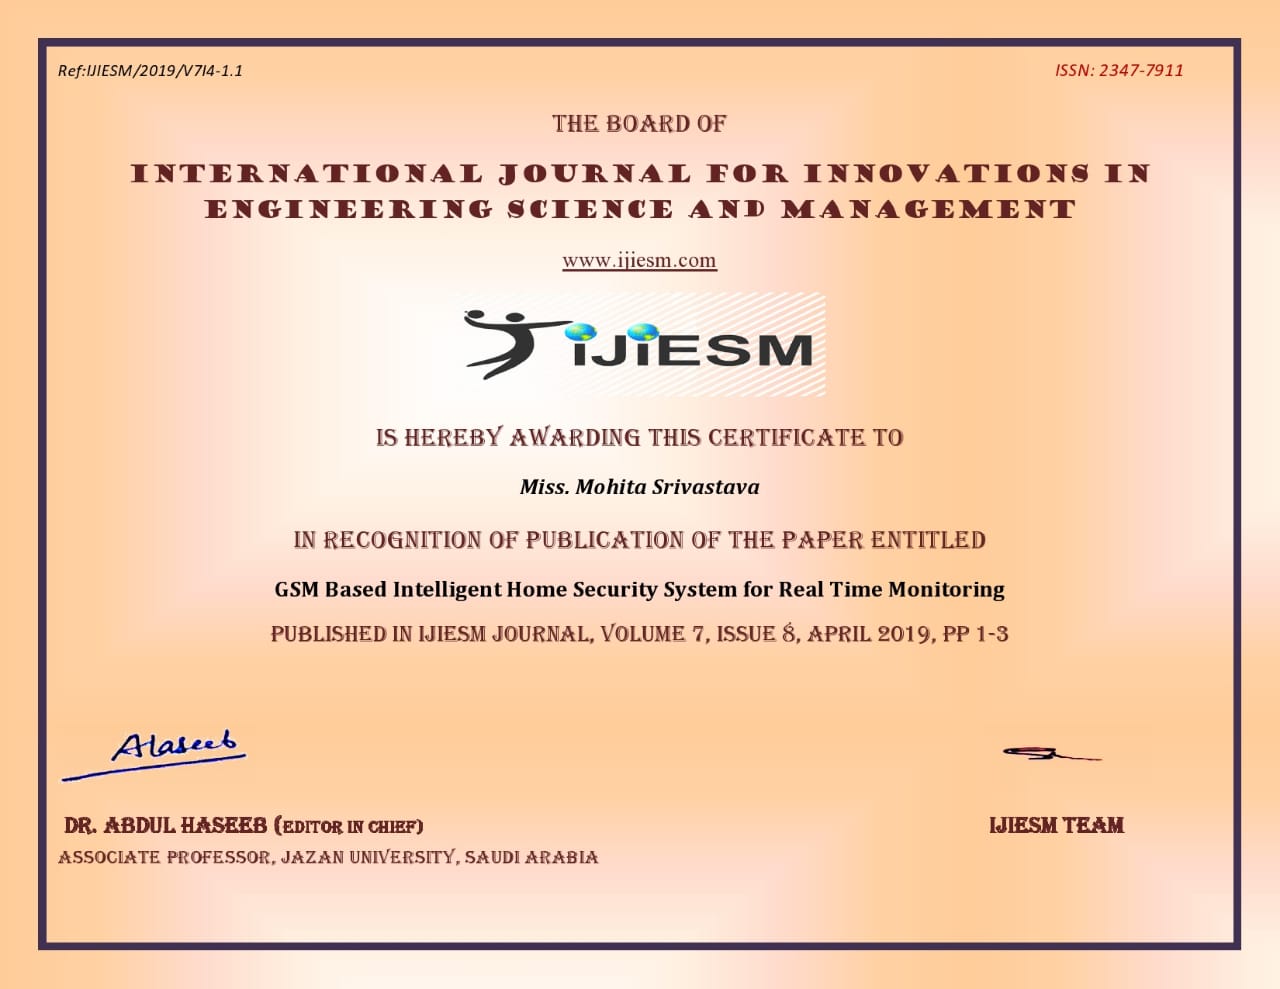 Ref:IJIESM/2019/V7I4-1.1
ISSN: 2347-7911
THE BOARD OF
INTERNATIONAL JOURNAL FOR INNOVATIONS IN
ENGINEERING SCIENCE AND MANAGEMENT
www.ijiesm.com
iJiESM
IS HEREBY AWARDING THIS CERTIFICATE TO
Miss. Mohita Srivastava
IN RECOGNITION OF PUBLICATION OF THE PAPER ENTITLED
GSM Based Intelligent Home Security System for Real Time Monitoring
PUBLISHED IN IJIESM JOURNAL, VOLUME 7, ISSUE 8, APRIL 2019, PP 1-3
DR. ABDUL HASEEB (EDITOR IN CHIEF)
IJIESM TEAM
ASSOCIATE PROFESSOR, JAZAN UNIVERSITY, SAUDI ARABIA